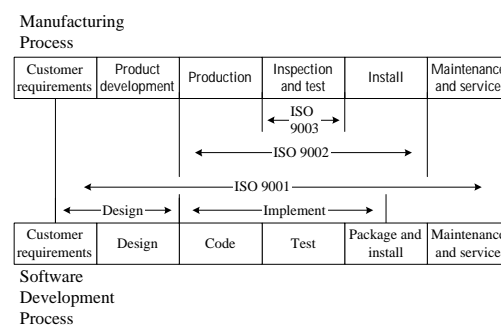 Manufacturing
Process
Customer requirements
Product development
Production
Inspection and test
Install
Maintenance and service
ISO
9003
ISO 9002
ISO 9001
Design
Implement
Customer requirements
Design
Code
Test
Package and install
Maintenance and service
Software
Development
Process